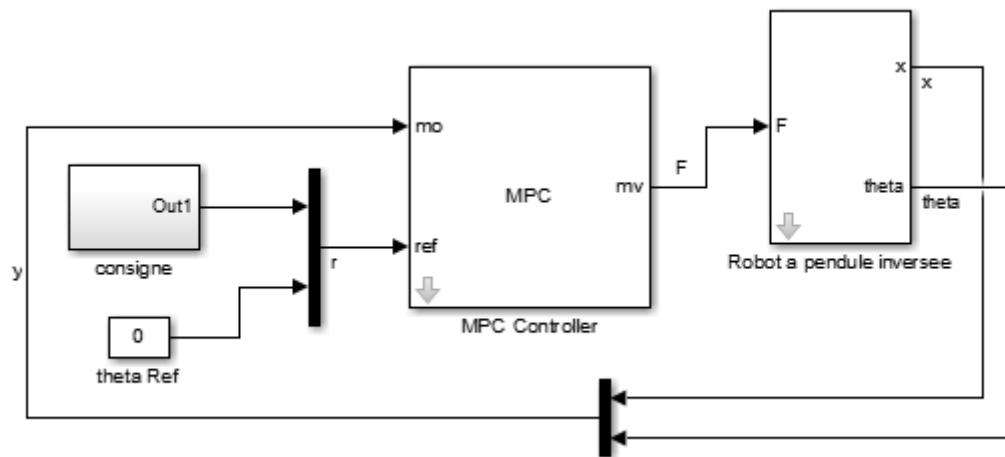 mo
ref
MPC
mv
MPC Controller
Out1
consigne
0
theta Ref
r
y
F
F
x
x
theta
theta
Robot a pendule inversee